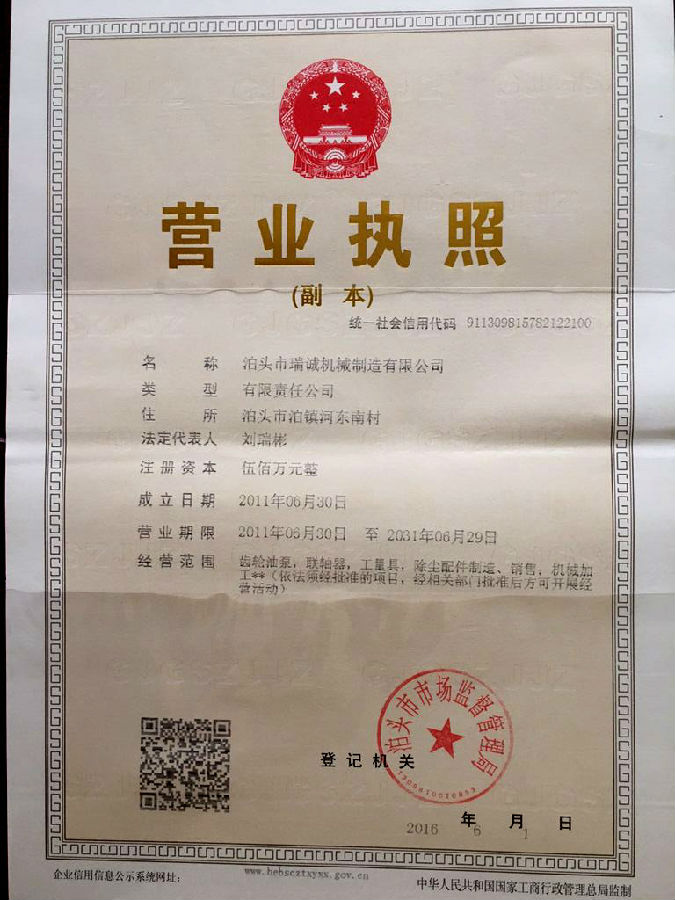 营业执照
(副 本)
统一社会信用代码 911309815782122100
名 称 泊头市瑞诚机械制造有限公司
类 型 有限责任公司
住 所 泊头市泊镇河东南村
法定代表人 刘瑞彬
注册资本 伍佰万元整
成立日期 2011年06月30日
营业期限 2011年06月30日 至 2031年06月29日
经营范围 齿轮油泵，联轴器，工量具，除尘配件制造、销售，机械加
工**（依法须经批准的项目，经相关部门批准后方可开展经
营活动）
泊头市市场监督管理局
登记机关
2016 年 6 月 1 日
企业信用信息公示系统网址： www.hebscztxyxx.gov.cn
中华人民共和国国家工商行政管理总局监制